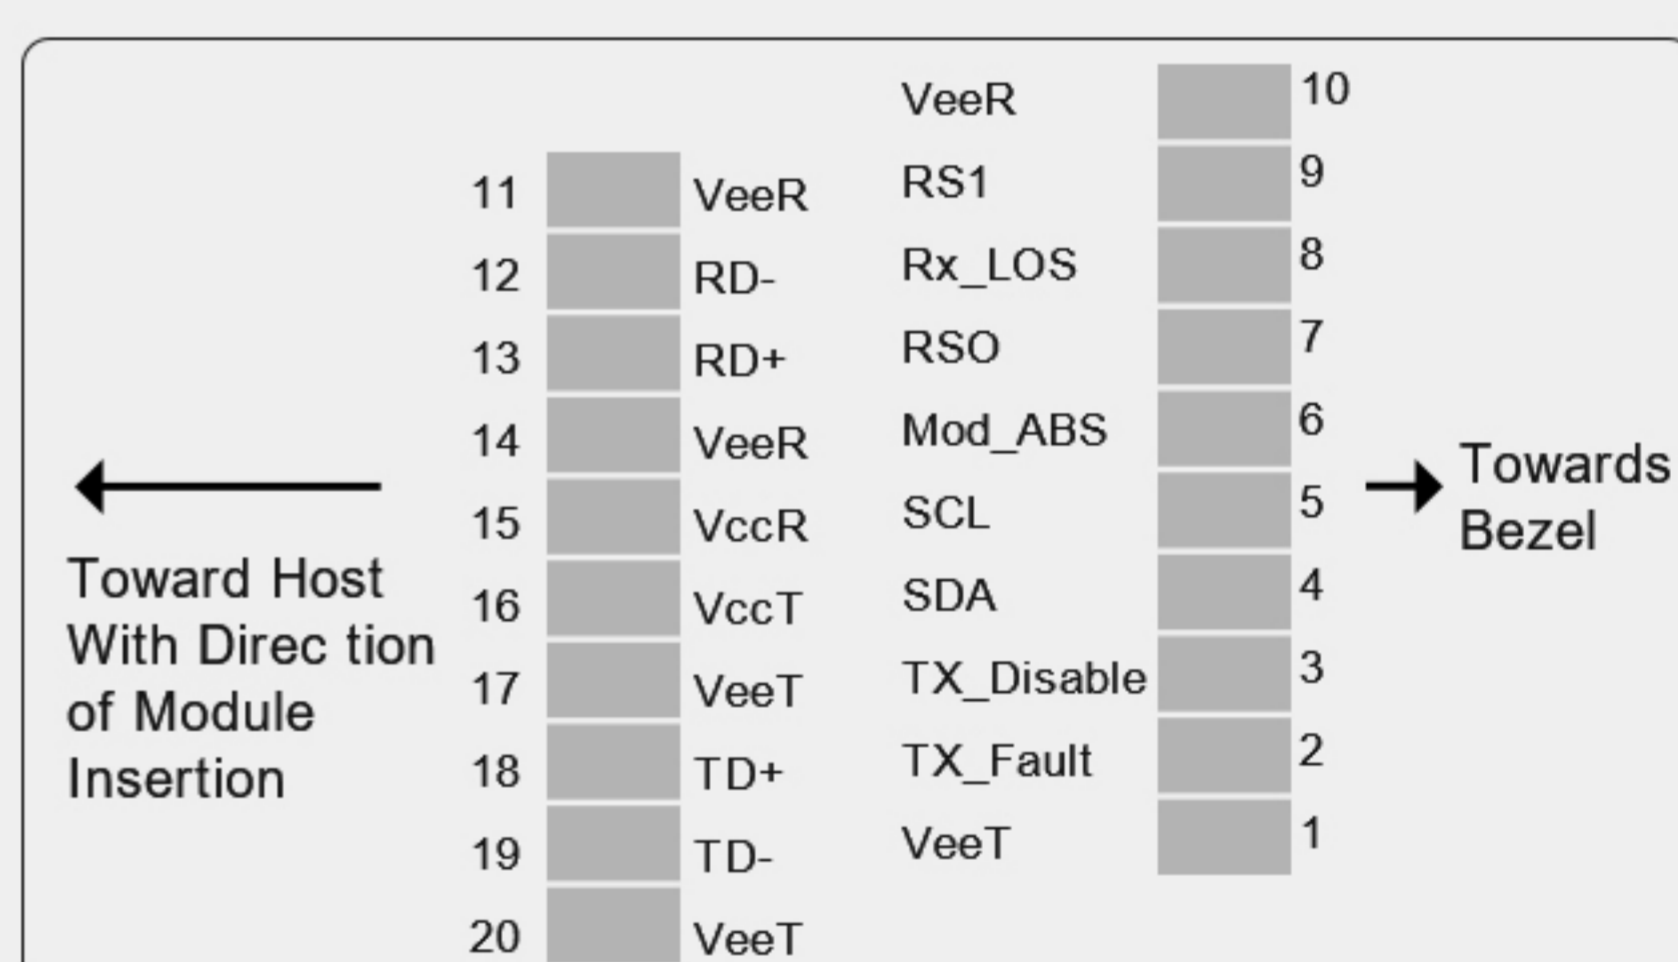 VeeR 10
11 VeeR
RS1 9
12 RD-
Rx_LOS 8
13 RD+
RSO 7
14 VeeR
Mod_ABS 6
15 VccR
SCL 5
16 VccT
SDA 4
17 VeeT
TX_Disable 3
18 TD+
TX_Fault 2
19 TD-
VeeT 1
20 VeeT
Toward Host
With Direc tion
of Module
Insertion
Towards
Bezel